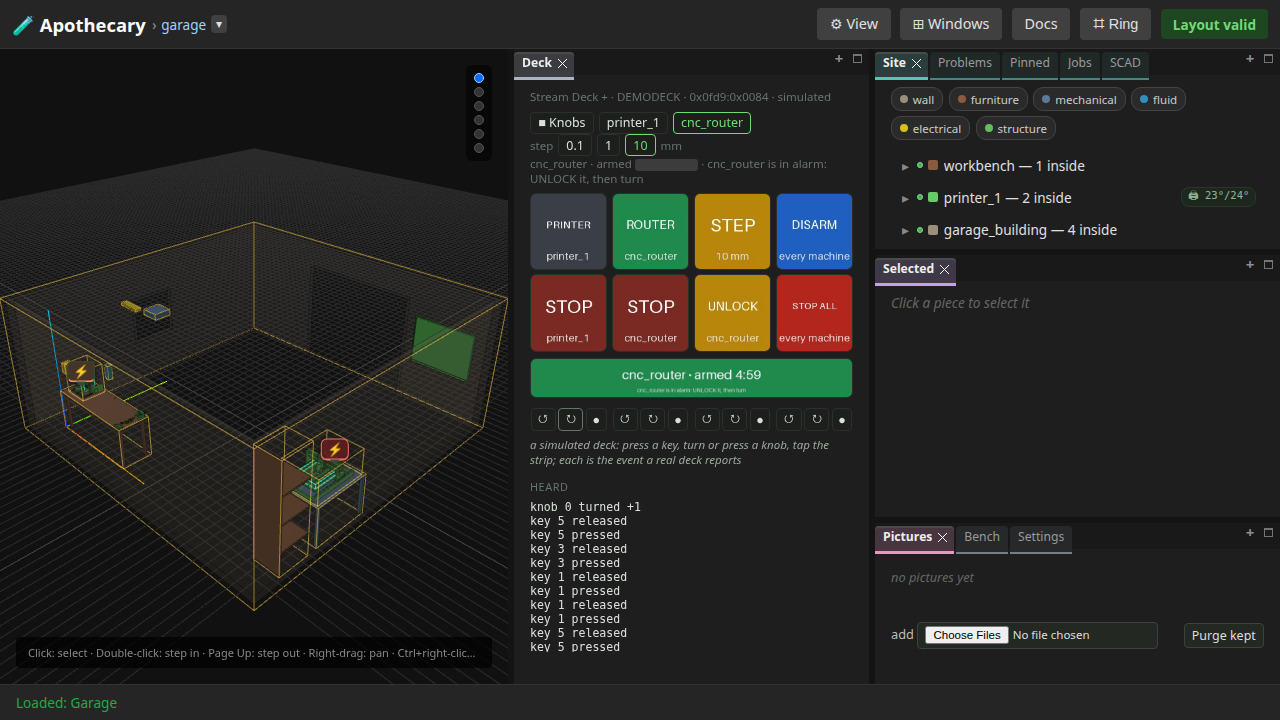 Apothecary › garage ▾
⚙ View
⊞ Windows
Docs
⌗ Ring
Layout valid
Click: select · Double-click: step in · Page Up: step out · Right-drag: pan · Ctrl+right-clic...
Deck
Stream Deck + · DEMODECK · 0x0fd9:0x0084 · simulated
■ Knobs printer_1 cnc_router
step 0.1 1 10 mm
cnc_router · armed · cnc_router is in alarm:
UNLOCK it, then turn
PRINTER ROUTER STEP DISARM
printer_1 cnc_router 10 mm every machine
STOP STOP UNLOCK STOP ALL
printer_1 cnc_router cnc_router every machine
cnc_router · armed 4:59
cnc_router is in alarm: UNLOCK it, then turn
a simulated deck: press a key, turn or press a knob, tap the
strip; each is the event a real deck reports
HEARD
knob 0 turned +1
key 5 released
key 5 pressed
key 3 released
key 3 pressed
key 1 released
key 1 pressed
key 1 released
key 1 pressed
key 5 released
key 5 pressed
Site Problems Pinned Jobs SCAD
wall furniture mechanical fluid
electrical structure
workbench — 1 inside
printer_1 — 2 inside 23°/24°
garage_building — 4 inside
Selected
Click a piece to select it
Pictures Bench Settings
no pictures yet
add Choose Files No file chosen Purge kept
Loaded: Garage